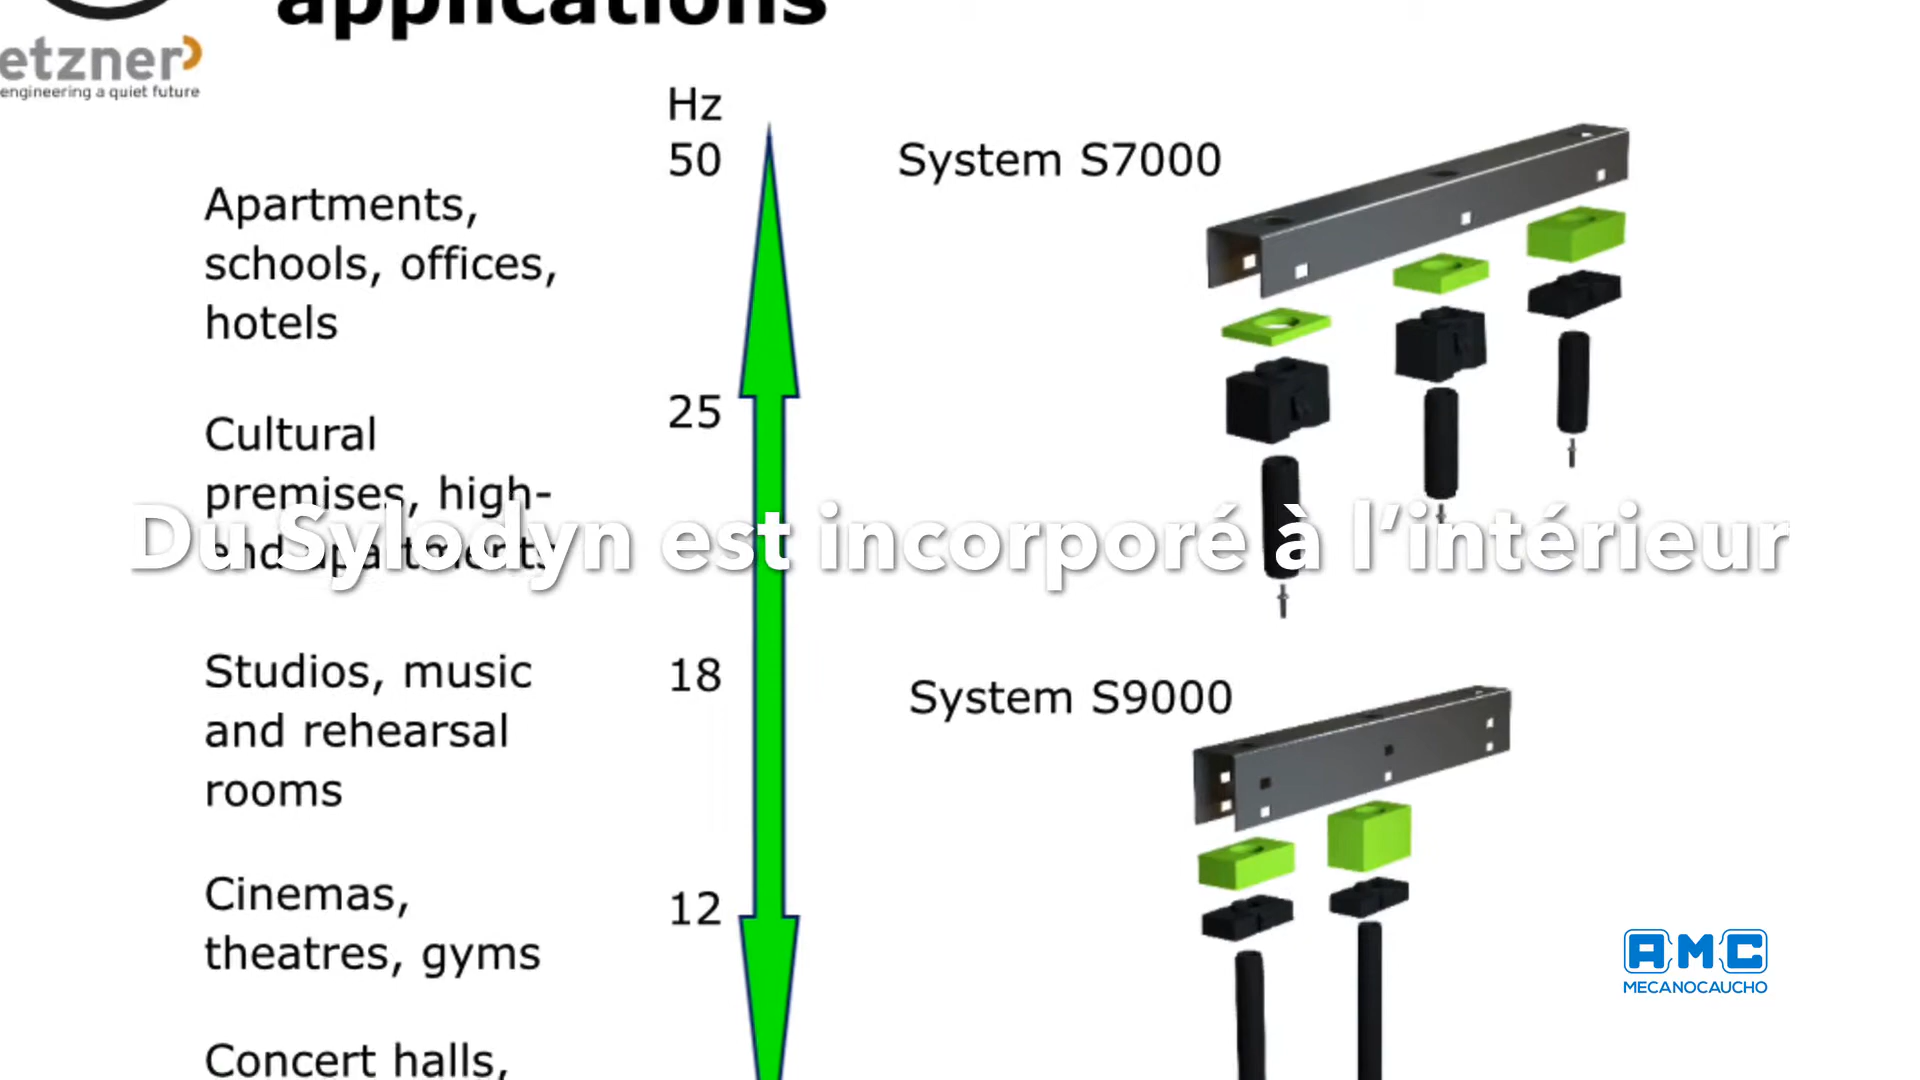 applications
etzner
engineering a quiet future
Hz
50
System S7000
Apartments,
schools, offices,
hotels
25
Cultural
premises, high-
end apartments
Du Sylodyn est incorporé à l’intérieur
Studios, music
and rehearsal
rooms
18
System S9000
Cinemas,
theatres, gyms
12
AMC
MECANOCAUCHO
Concert halls,